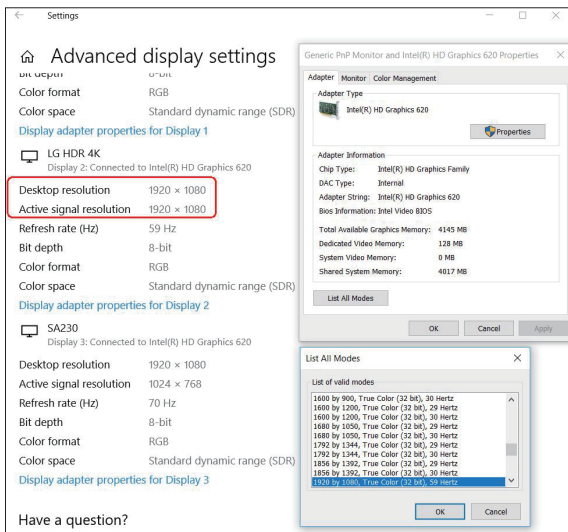 Settings
Advanced display settings
Bit depth 8-bit
Color format RGB
Color space Standard dynamic range (SDR)
Display adapter properties for Display 1
LG HDR 4K
Display 2: Connected to Intel(R) HD Graphics 620
Desktop resolution 1920 × 1080
Active signal resolution 1920 × 1080
Refresh rate (Hz) 59 Hz
Bit depth 8-bit
Color format RGB
Color space Standard dynamic range (SDR)
Display adapter properties for Display 2
SA230
Display 3: Connected to Intel(R) HD Graphics 620
Desktop resolution 1920 × 1080
Active signal resolution 1024 × 768
Refresh rate (Hz) 70 Hz
Bit depth 8-bit
Color format RGB
Color space Standard dynamic range (SDR)
Display adapter properties for Display 3
Have a question?
Generic PnP Monitor and Intel(R) HD Graphics 620 Properties
Adapter Monitor Color Management
Adapter Type
Intel(R) HD Graphics 620
Properties
Adapter Information
Chip Type: Intel(R) HD Graphics Family
DAC Type: Internal
Adapter String: Intel(R) HD Graphics 620
Bios Information: Intel Video BIOS
Total Available Graphics Memory: 4145 MB
Dedicated Video Memory: 128 MB
System Video Memory: 0 MB
Shared System Memory: 4017 MB
List All Modes
OK Cancel Apply
List All Modes
List of valid modes
1600 by 900, True Color (32 bit), 30 Hertz
1600 by 1200, True Color (32 bit), 29 Hertz
1600 by 1200, True Color (32 bit), 30 Hertz
1680 by 1050, True Color (32 bit), 29 Hertz
1680 by 1050, True Color (32 bit), 30 Hertz
1792 by 1344, True Color (32 bit), 29 Hertz
1792 by 1344, True Color (32 bit), 30 Hertz
1856 by 1392, True Color (32 bit), 29 Hertz
1856 by 1392, True Color (32 bit), 30 Hertz
1920 by 1080, True Color (32 bit), 59 Hertz
OK Cancel